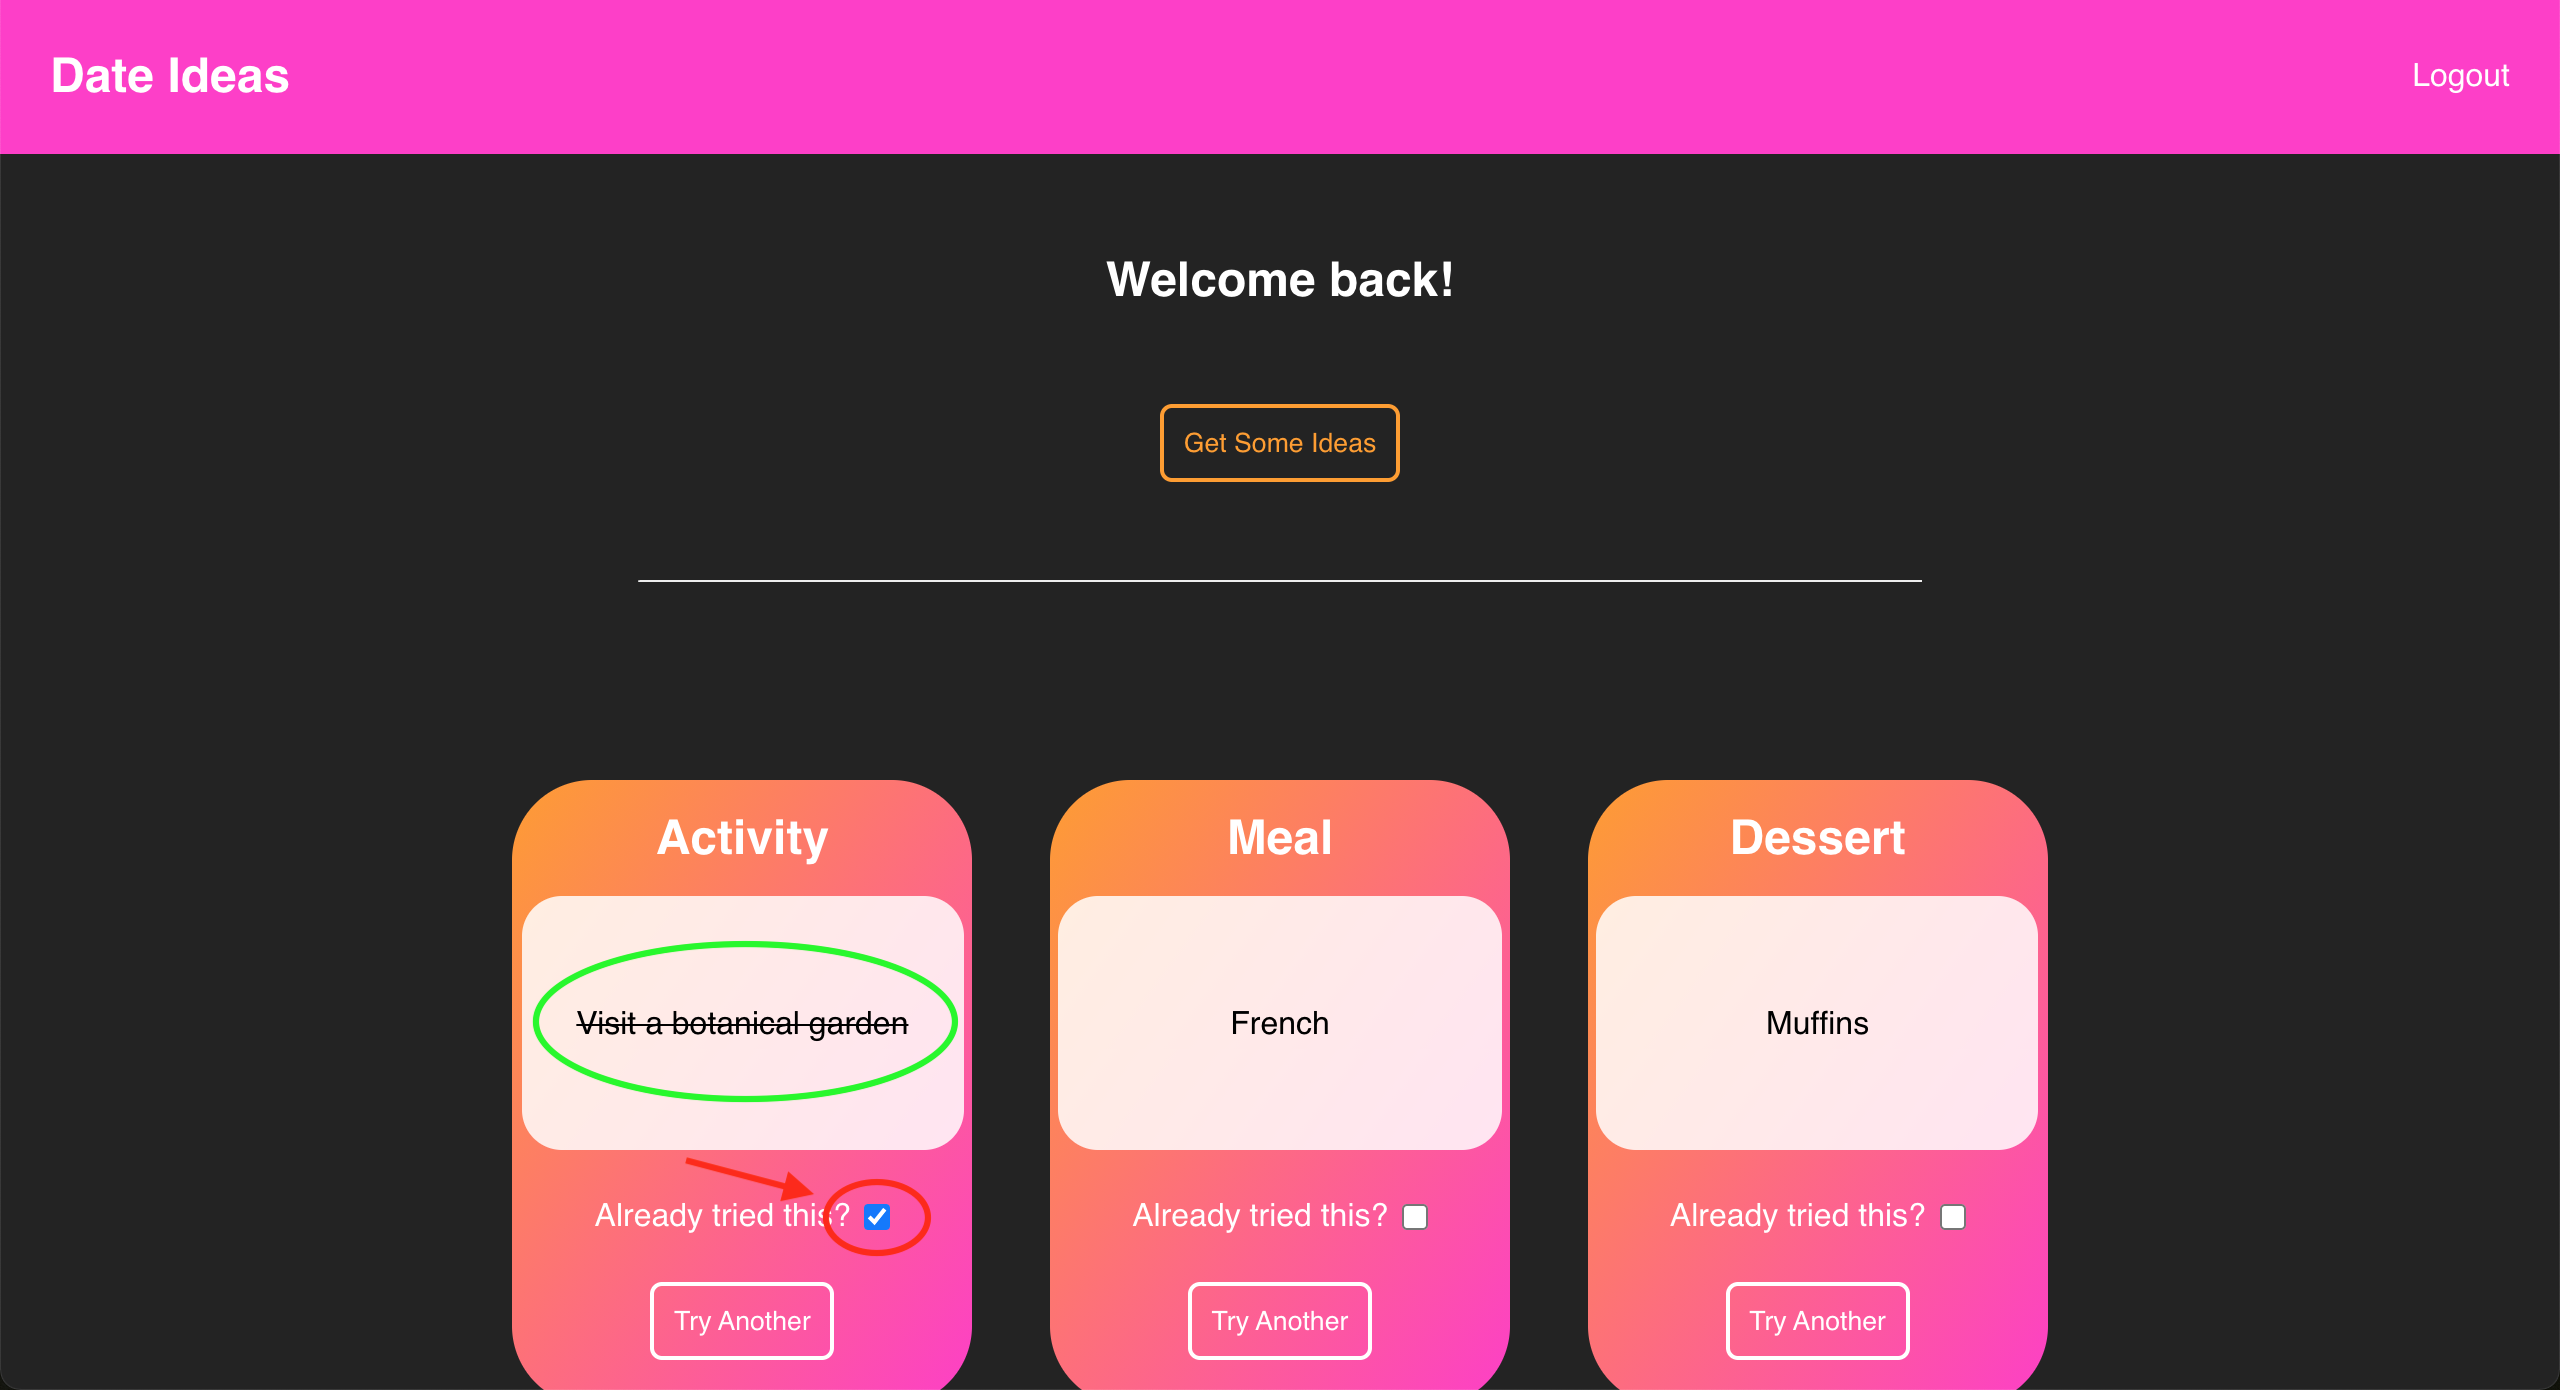 Date Ideas
Logout
Welcome back!
Get Some Ideas
Activity
Visit a botanical garden
Already tried this?
Try Another
Meal
French
Already tried this?
Try Another
Dessert
Muffins
Already tried this?
Try Another